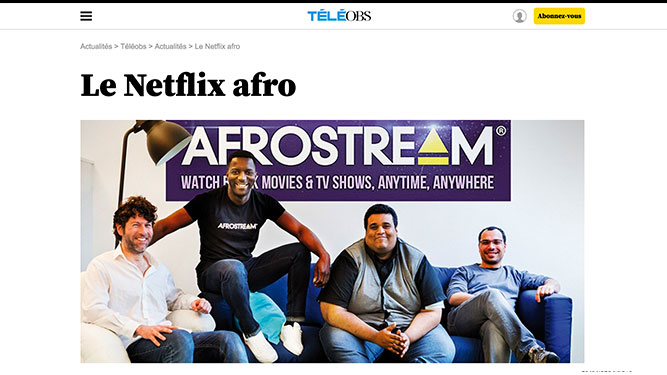 TÉLÉOBS
Abonnez-vous
Actualités > Téléobs > Actualités > Le Netflix afro
Le Netflix afro
AFROSTREAM®
WATCH MOVIES & TV SHOWS, ANYTIME, ANYWHERE
AFROSTREAM